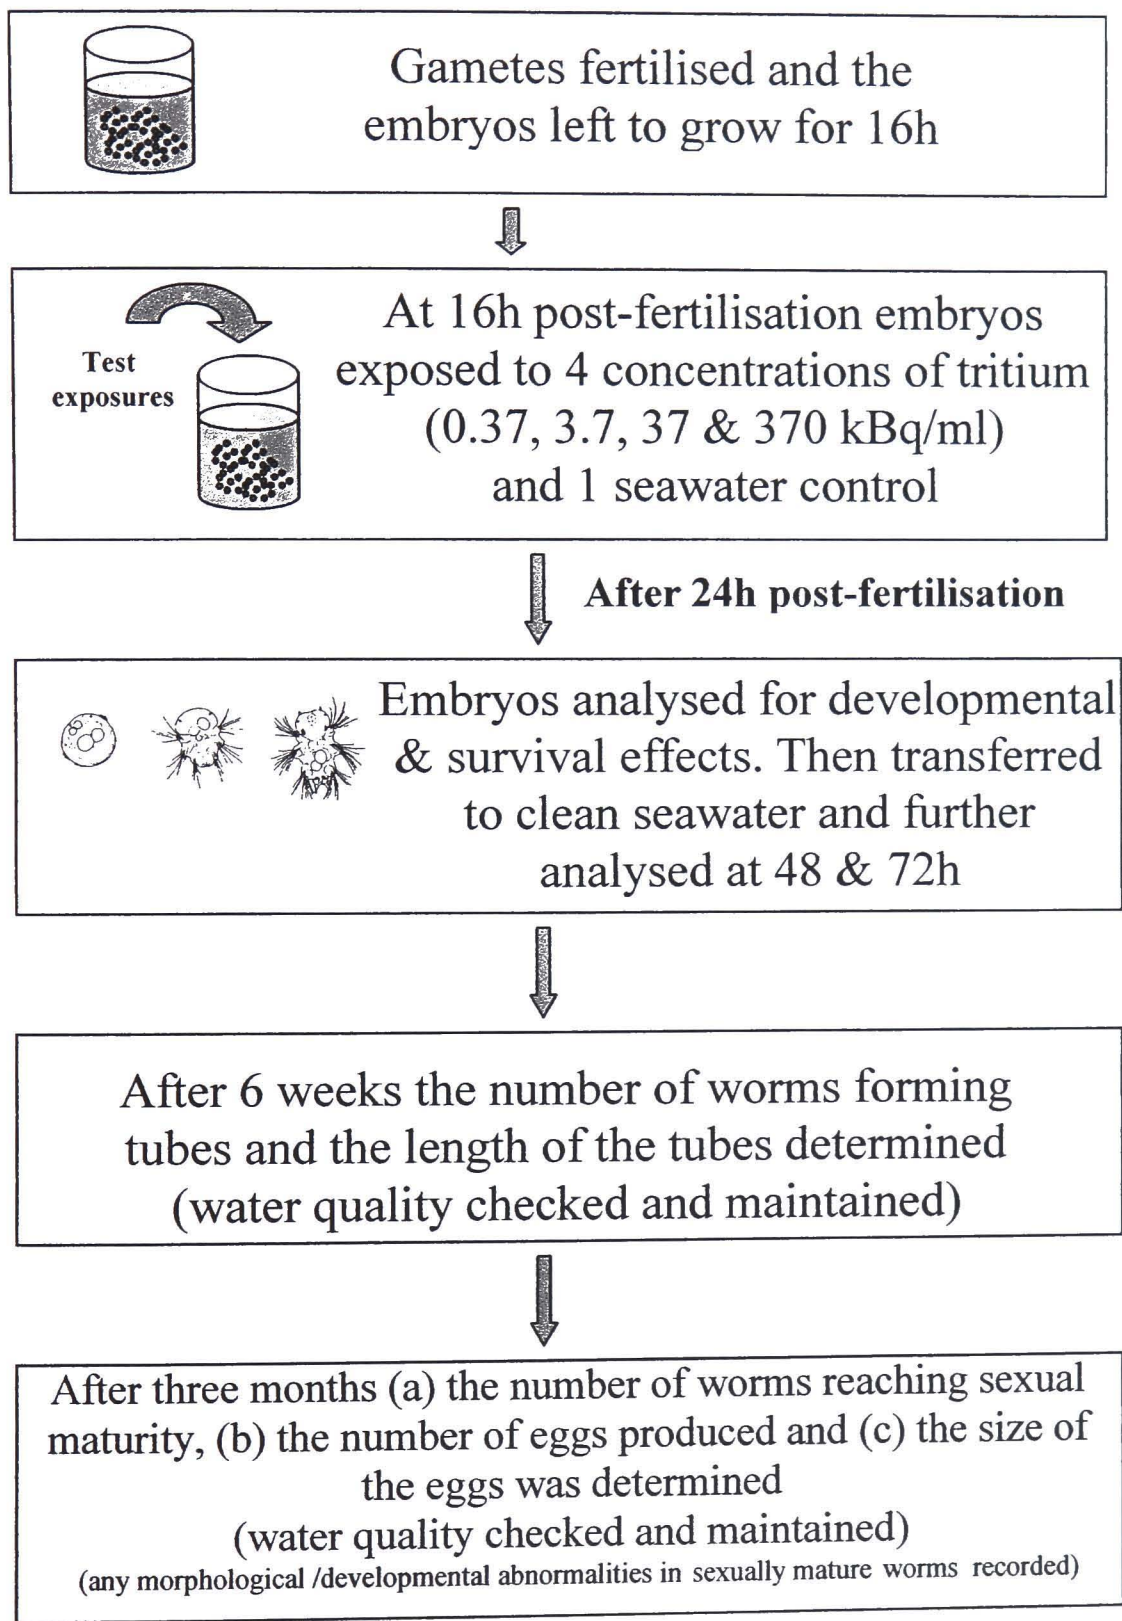 Gametes fertilised and the
embryos left to grow for 16h
Test
exposures
At 16h post-fertilisation embryos
exposed to 4 concentrations of tritium
(0.37, 3.7, 37 & 370 kBq/ml)
and 1 seawater control
After 24h post-fertilisation
Embryos analysed for developmental
& survival effects. Then transferred
to clean seawater and further
analysed at 48 & 72h
After 6 weeks the number of worms forming
tubes and the length of the tubes determined
(water quality checked and maintained)
After three months (a) the number of worms reaching sexual
maturity, (b) the number of eggs produced and (c) the size of
the eggs was determined
(water quality checked and maintained)
(any morphological /developmental abnormalities in sexually mature worms recorded)